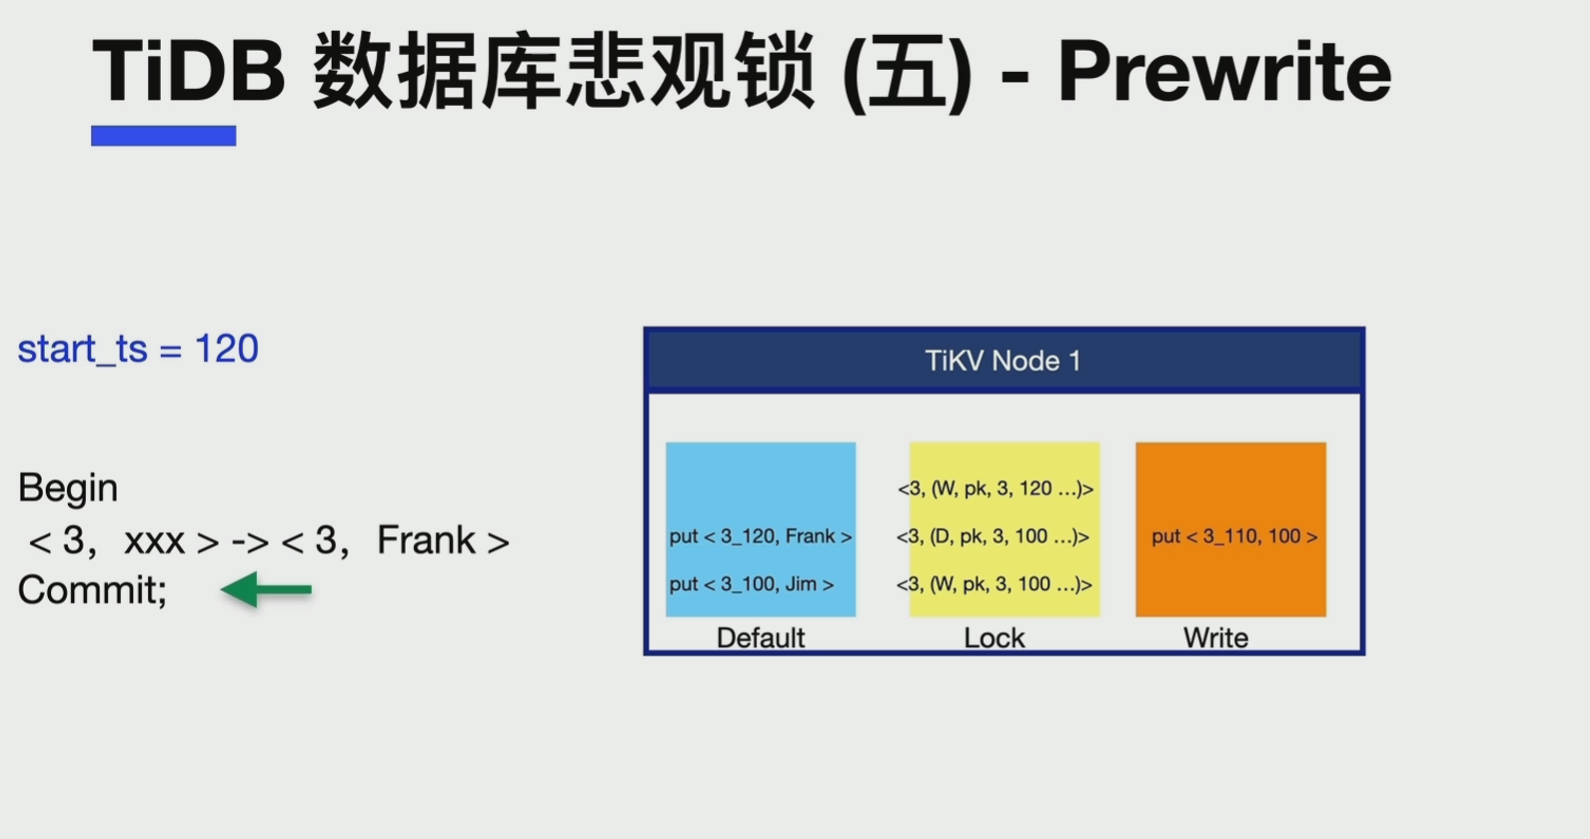 TiDB 数据库悲观锁 (五) - Prewrite
start_ts = 120
Begin
< 3, xxx > -> < 3, Frank >
Commit;
TiKV Node 1
put < 3_120, Frank >
put < 3_100, Jim >
Default
<3, (W, pk, 3, 120 ...)>
<3, (D, pk, 3, 100 ...)>
<3, (W, pk, 3, 100 ...)>
Lock
put < 3_110, 100 >
Write